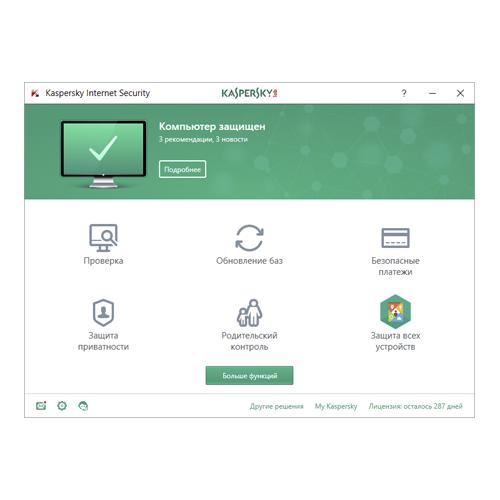 Kaspersky Internet Security
KASPERSKY lab
?
Компьютер защищен
3 рекомендации, 3 новости
Подробнее
Проверка
Обновление баз
Безопасные
платежи
Защита
приватности
Родительский
контроль
Защита всех
устройств
Больше функций
Другие решения
My Kaspersky
Лицензия: осталось 287 дней